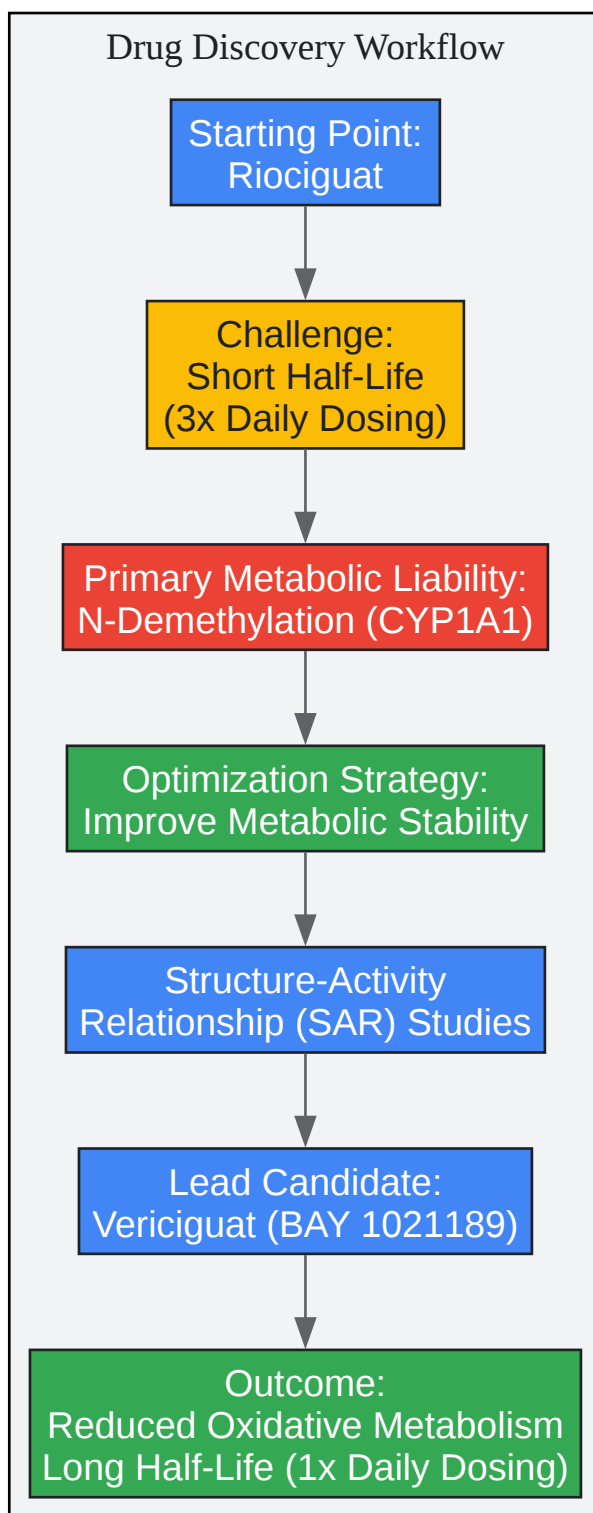 Drug Discovery Workflow
Starting Point:
Riociguat
Challenge:
Short Half-Life
(3x Daily Dosing)
Primary Metabolic Liability:
N-Demethylation (CYP1A1)
Optimization Strategy:
Improve Metabolic Stability
Structure-Activity
Relationship (SAR) Studies
Lead Candidate:
Vericiguat (BAY 1021189)
Outcome:
Reduced Oxidative Metabolism
Long Half-Life (1x Daily Dosing)